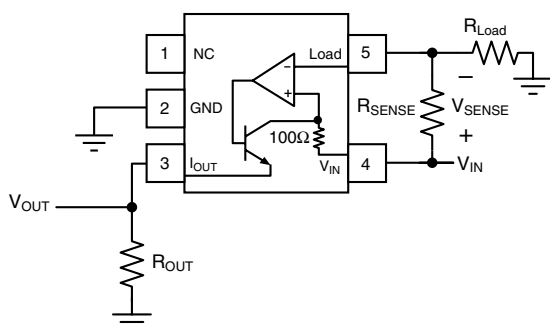 R_Load
1 NC Load 5
−
−
+
R_SENSE V_SENSE
2 GND
100Ω
+
3 I_OUT V_IN 4 V_IN
V_OUT
R_OUT